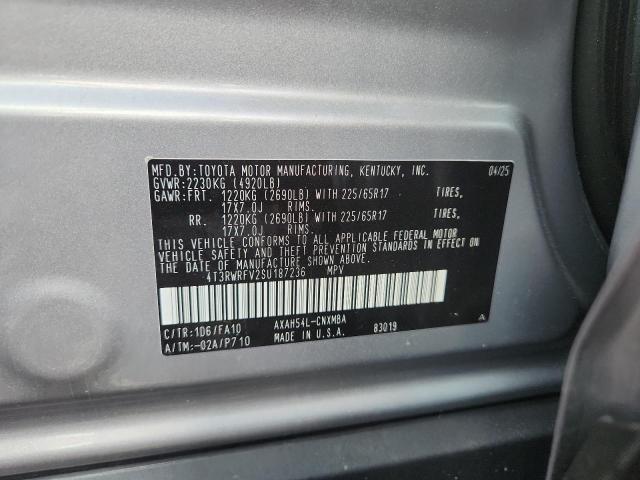 MFD.BY:TOYOTA MOTOR MANUFACTURING, KENTUCKY, INC. 04/25
GVWR:2230KG (4920LB)
GAWR:FRT. 1220KG (2690LB) WITH 225/65R17 TIRES,
17X7.0J RIMS.
RR. 1220KG (2690LB) WITH 225/65R17 TIRES,
17X7.0J RIMS.
THIS VEHICLE CONFORMS TO ALL APPLICABLE FEDERAL MOTOR
VEHICLE SAFETY AND THEFT PREVENTION STANDARDS IN EFFECT ON
THE DATE OF MANUFACTURE SHOWN ABOVE.
4T3RWRFV2SU187236 MPV
C/TR:1D6/FA10 AXAH54L-CNXMBA A
A/TM:-02A/P710 MADE IN U.S.A. 83019